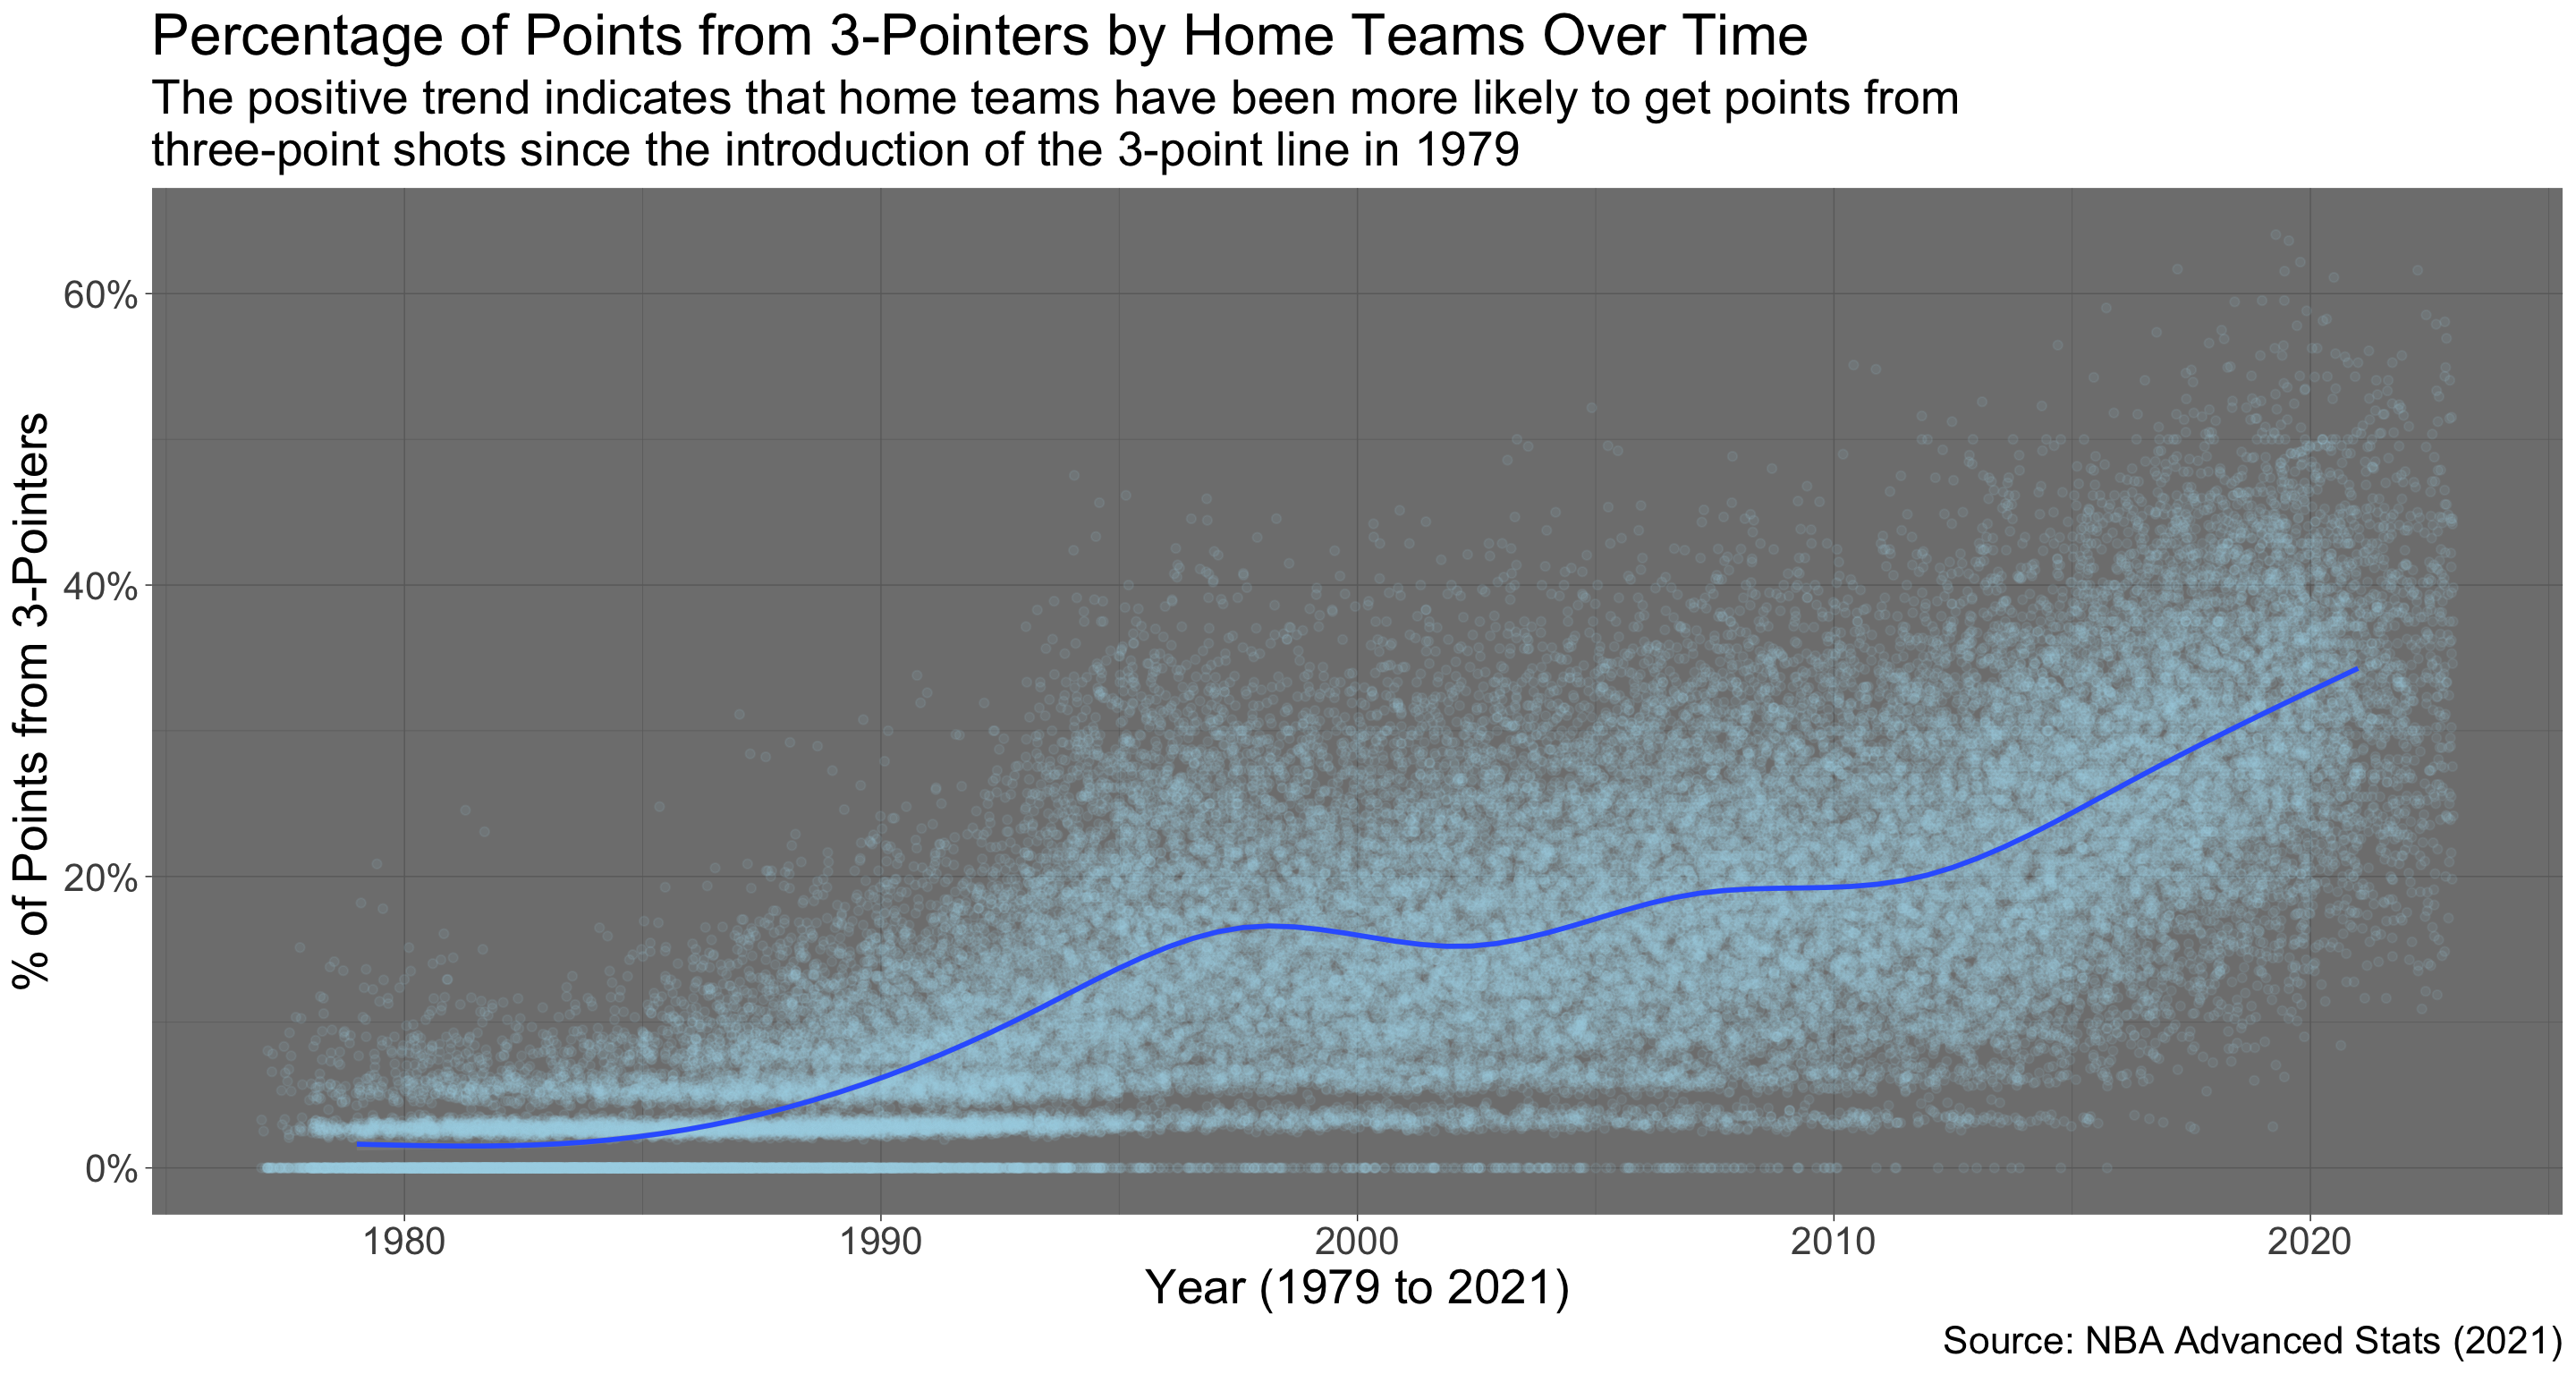 Percentage of Points from 3-Pointers by Home Teams Over Time
The positive trend indicates that home teams have been more likely to get points from
three-point shots since the introduction of the 3-point line in 1979
% of Points from 3-Pointers
60%
40%
20%
0%
1980 1990 2000 2010 2020
Year (1979 to 2021)
Source: NBA Advanced Stats (2021)